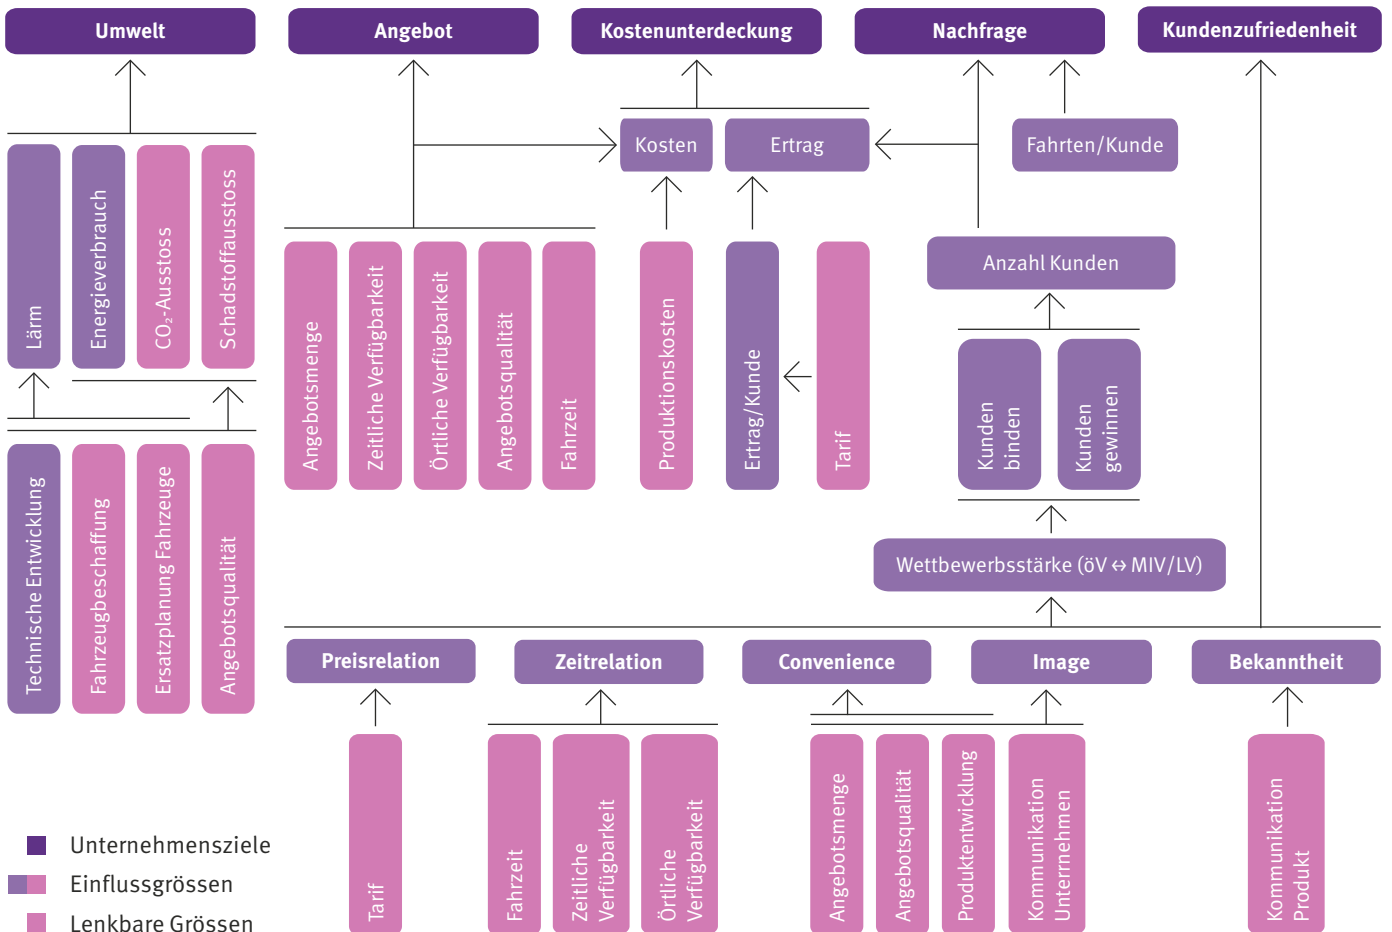 Umwelt
Angebot
Kostenunterdeckung
Nachfrage
Kundenzufriedenheit
Kosten
Ertrag
Fahrten/Kunde
Lärm
Energieverbrauch
CO₂-Ausstoss
Schadstoffausstoss
Angebotsmenge
Zeitliche Verfügbarkeit
Örtliche Verfügbarkeit
Angebotsqualität
Fahrzeit
Produktionskosten
Ertrag/Kunde
Tarif
Anzahl Kunden
Kunden
binden
Kunden
gewinnen
Wettbewerbsstärke (öV ↔ MIV/LV)
Technische Entwicklung
Fahrzeugbeschaffung
Ersatzplanung Fahrzeuge
Angebotsqualität
Preisrelation
Zeitrelation
Convenience
Image
Bekanntheit
Tarif
Fahrzeit
Zeitliche
Verfügbarkeit
Örtliche
Verfügbarkeit
Angebotsmenge
Angebotsqualität
Produktentwicklung
Kommunikation
Unterrnehmen
Kommunikation
Produkt
Unternehmensziele
Einflussgrössen
Lenkbare Grössen